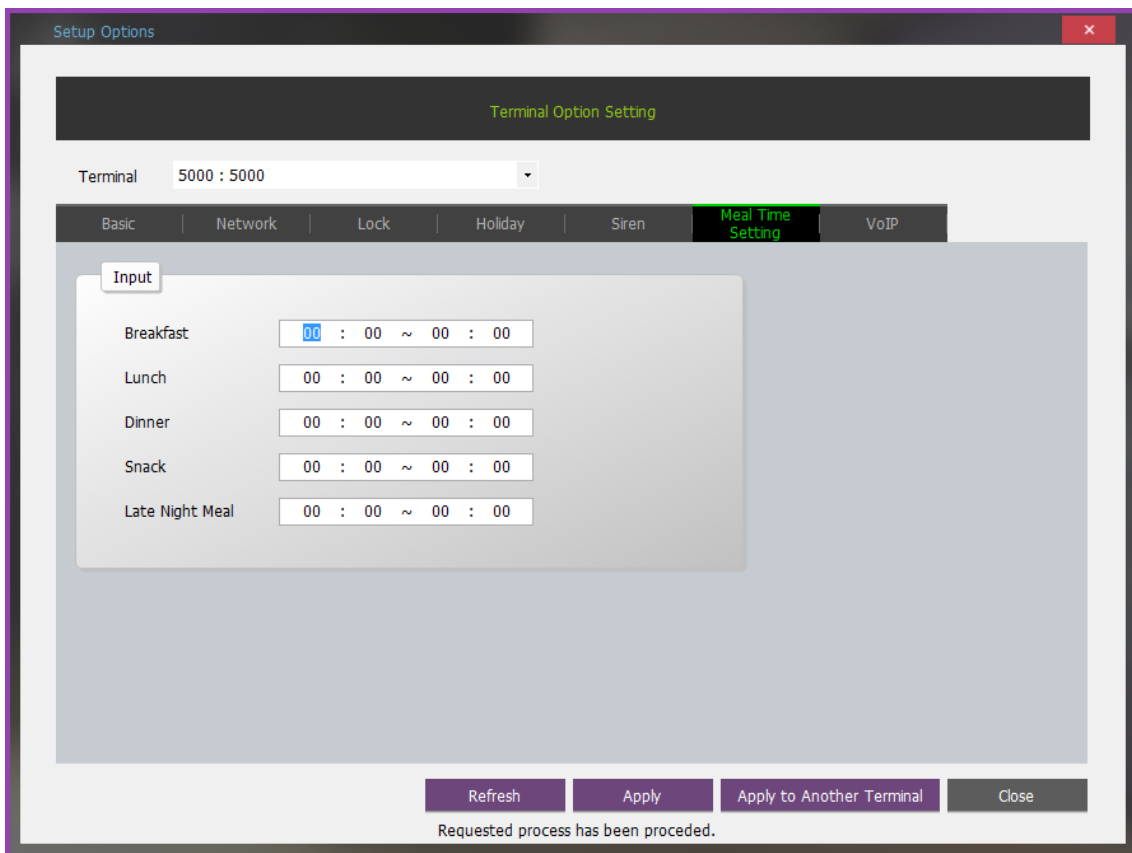 Setup Options
Terminal Option Setting
Terminal 5000 : 5000
Basic Network Lock Holiday Siren Meal Time Setting VoIP
Input
Breakfast 00 : 00 ~ 00 : 00
Lunch 00 : 00 ~ 00 : 00
Dinner 00 : 00 ~ 00 : 00
Snack 00 : 00 ~ 00 : 00
Late Night Meal 00 : 00 ~ 00 : 00
Refresh Apply Apply to Another Terminal Close
Requested process has been proceded.